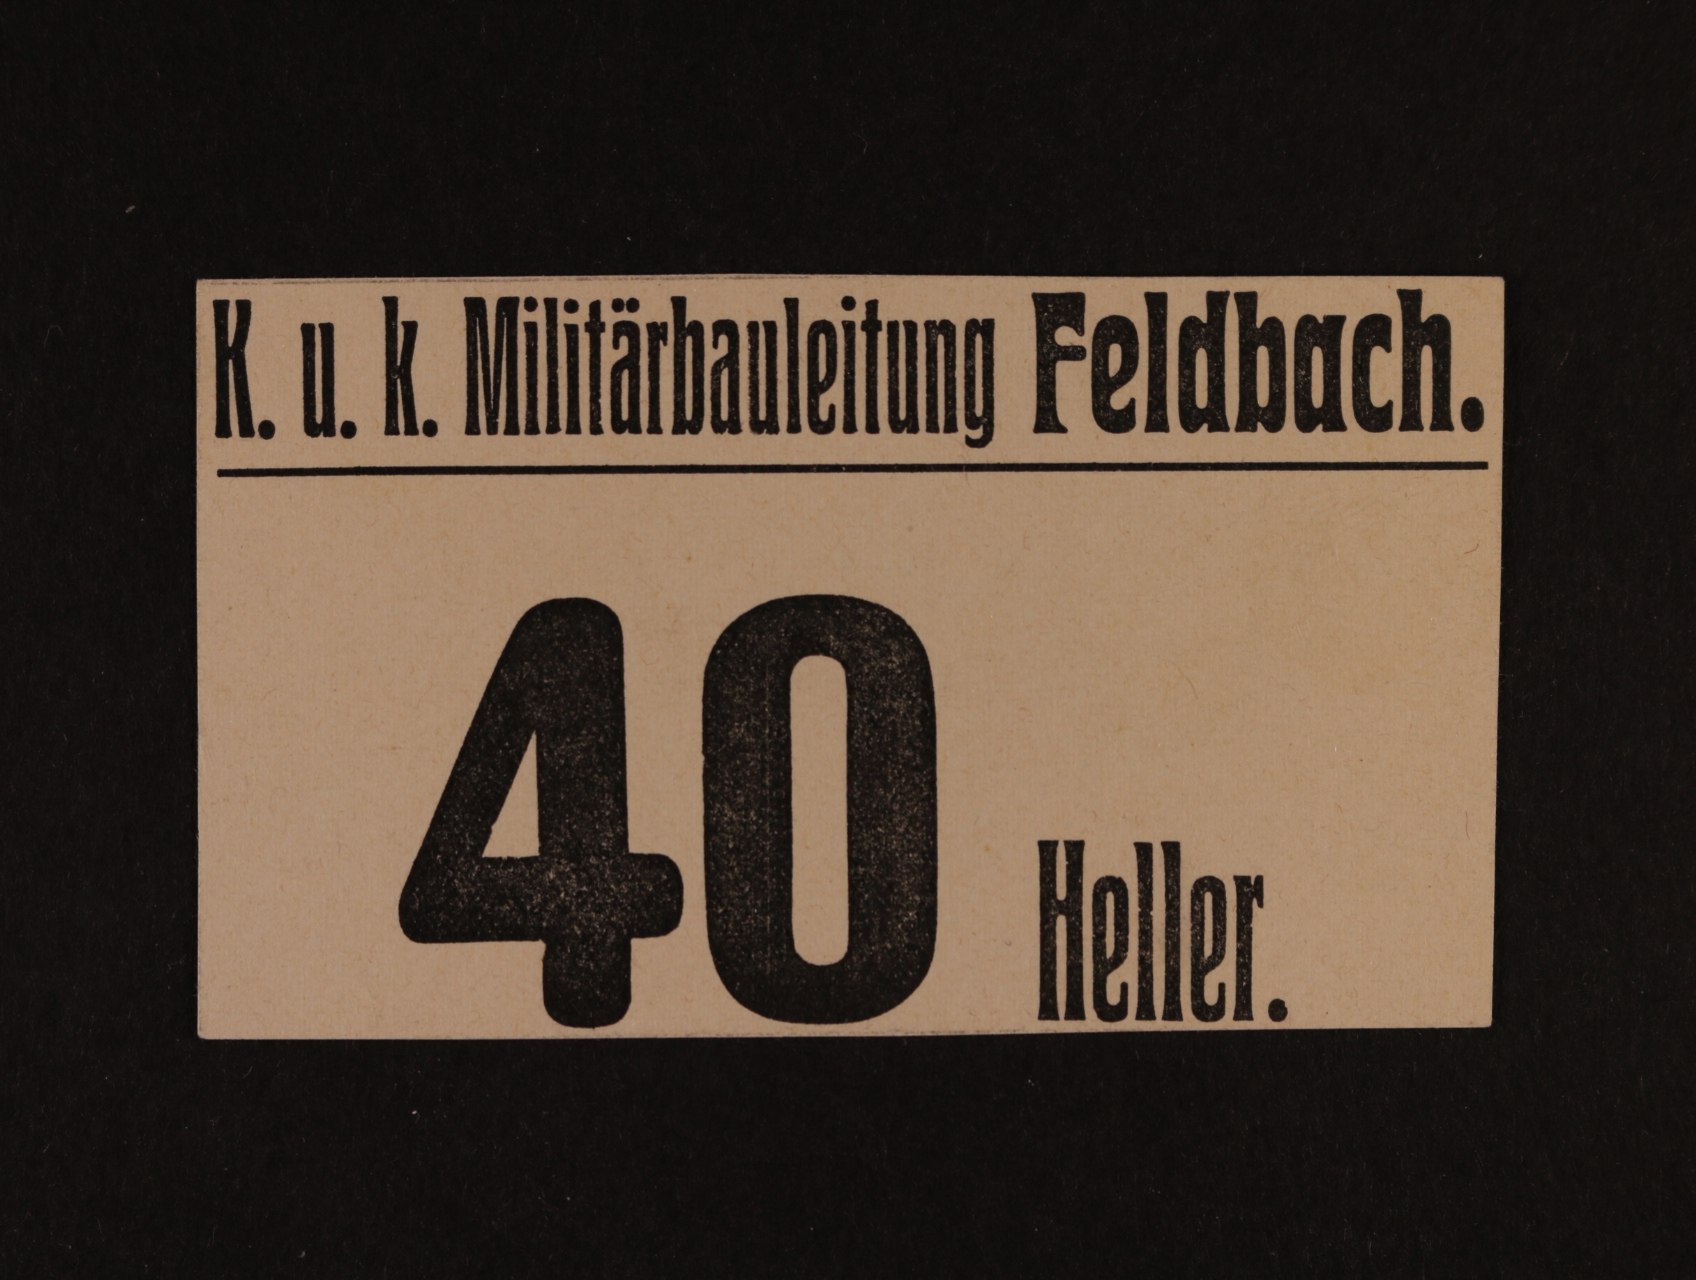 K. u. k. Militärbauleitung Feldbach.
40 Heller.